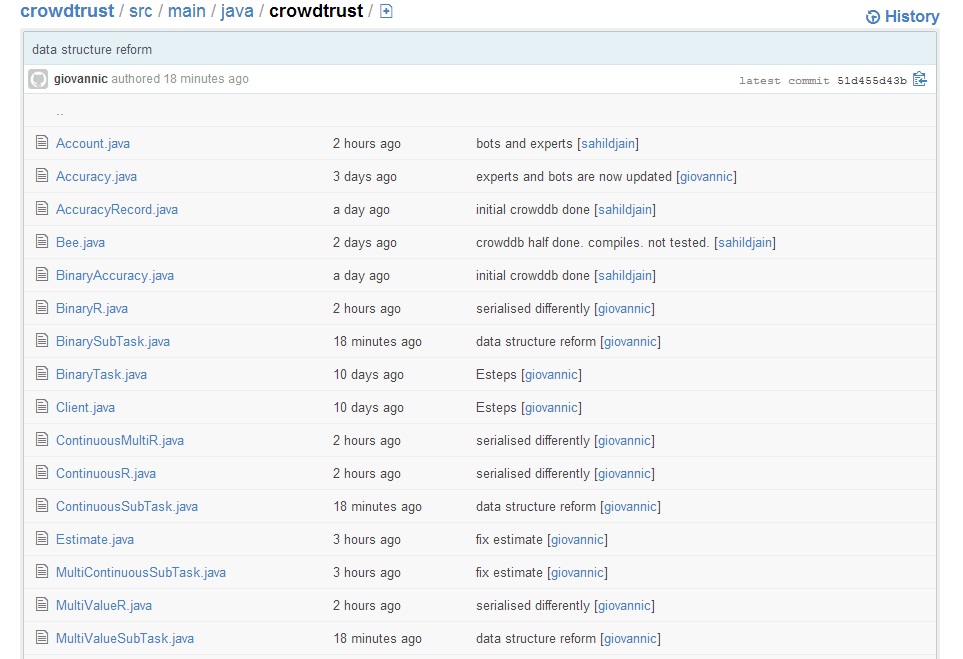 crowdtrust / src / main / java / crowdtrust /
History
data structure reform
giovannic authored 18 minutes ago
latest commit 51d455d43b
..
Account.java 2 hours ago bots and experts [sahildjain]
Accuracy.java 3 days ago experts and bots are now updated [giovannic]
AccuracyRecord.java a day ago initial crowddb done [sahildjain]
Bee.java 2 days ago crowddb half done. compiles. not tested. [sahildjain]
BinaryAccuracy.java a day ago initial crowddb done [sahildjain]
BinaryR.java 2 hours ago serialised differently [giovannic]
BinarySubTask.java 18 minutes ago data structure reform [giovannic]
BinaryTask.java 10 days ago Esteps [giovannic]
Client.java 10 days ago Esteps [giovannic]
ContinuousMultiR.java 2 hours ago serialised differently [giovannic]
ContinuousR.java 2 hours ago serialised differently [giovannic]
ContinuousSubTask.java 18 minutes ago data structure reform [giovannic]
Estimate.java 3 hours ago fix estimate [giovannic]
MultiContinuousSubTask.java 3 hours ago fix estimate [giovannic]
MultiValueR.java 2 hours ago serialised differently [giovannic]
MultiValueSubTask.java 18 minutes ago data structure reform [giovannic]